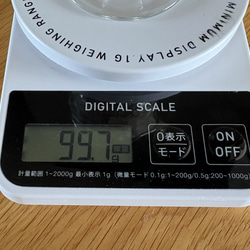 MINIMUM DISPLAY 1G WEIGHING RANG
DIGITAL SCALE
99.7
微量
g
0表示
モード
ON
OFF
計量範囲 1~2000g 最小表示 1g (微量モード 0.1g:1~200g/0.5g:200~1000g)